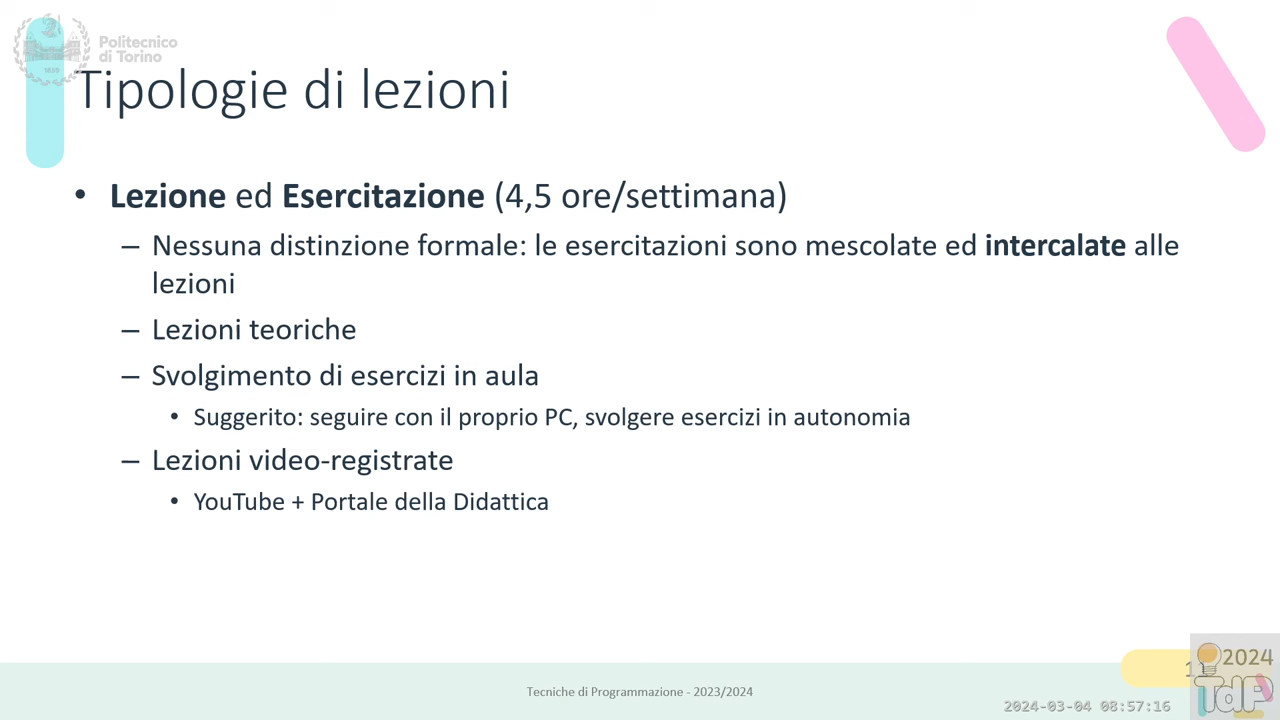 Politecnico
di Torino
1859
Tipologie di lezioni
• Lezione ed Esercitazione (4,5 ore/settimana)
– Nessuna distinzione formale: le esercitazioni sono mescolate ed intercalate alle
lezioni
– Lezioni teoriche
– Svolgimento di esercizi in aula
• Suggerito: seguire con il proprio PC, svolgere esercizi in autonomia
– Lezioni video-registrate
• YouTube + Portale della Didattica
Tecniche di Programmazione - 2023/2024
2024
TdP
2024-03-04 08:57:16